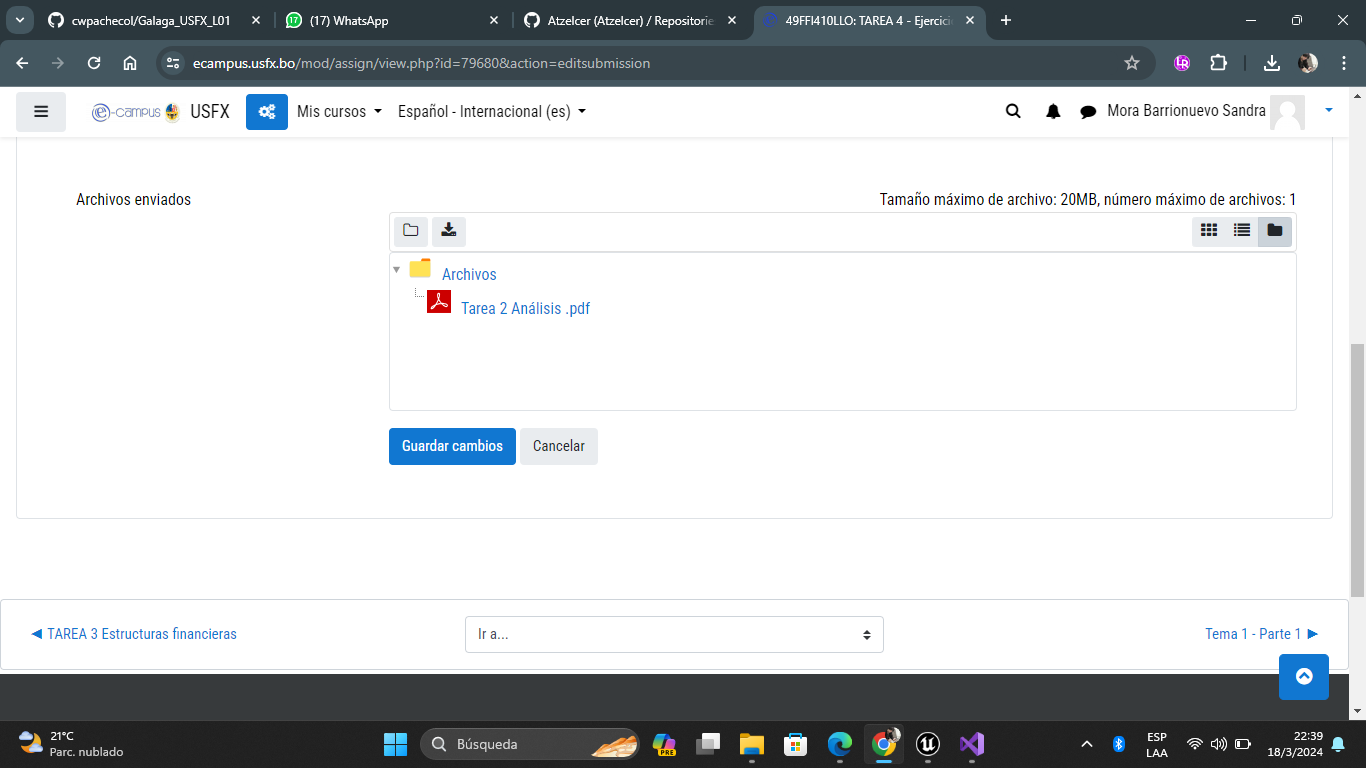 cwpachecol/Galaga_USFX_L01
(17) WhatsApp
Atzelcer (Atzelcer) / Repositorie
49FFI410LLO: TAREA 4 - Ejercici
ecampus.usfx.bo/mod/assign/view.php?id=79680&action=editsubmission
e-campus USFX
Mis cursos
Español - Internacional (es)
Mora Barrionuevo Sandra
Archivos enviados
Tamaño máximo de archivo: 20MB, número máximo de archivos: 1
Archivos
Tarea 2 Análisis .pdf
Guardar cambios
Cancelar
◀ TAREA 3 Estructuras financieras
Ir a...
Tema 1 - Parte 1 ▶
21°C
Parc. nublado
Búsqueda
PRE
ESP
LAA
22:39
18/3/2024